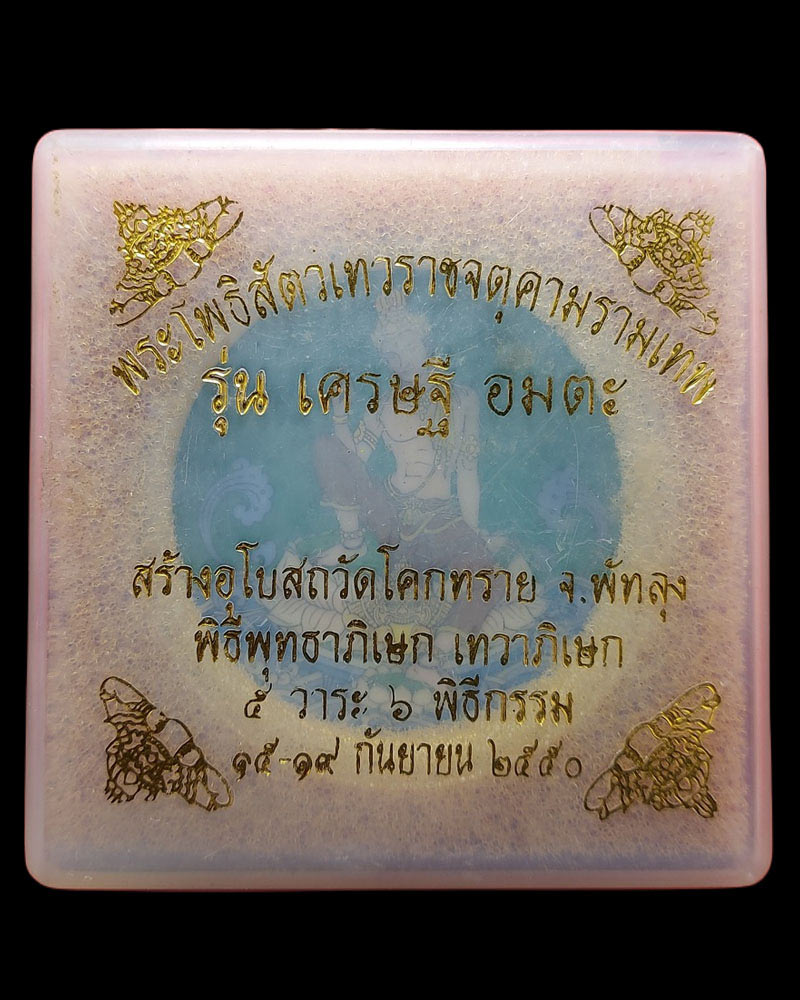 พระโพธิสัตวเทวราชจตุคามรามเทพ
รุ่น เศรษฐี อมตะ
สร้างอุโบสถวัดโคกทราย จ.พัทลุง
พิธีพุทธาภิเษก เทวาภิเษก
๕ วาระ ๖ พิธีกรรม
๑๕-๑๙ กันยายน ๒๕๕๐